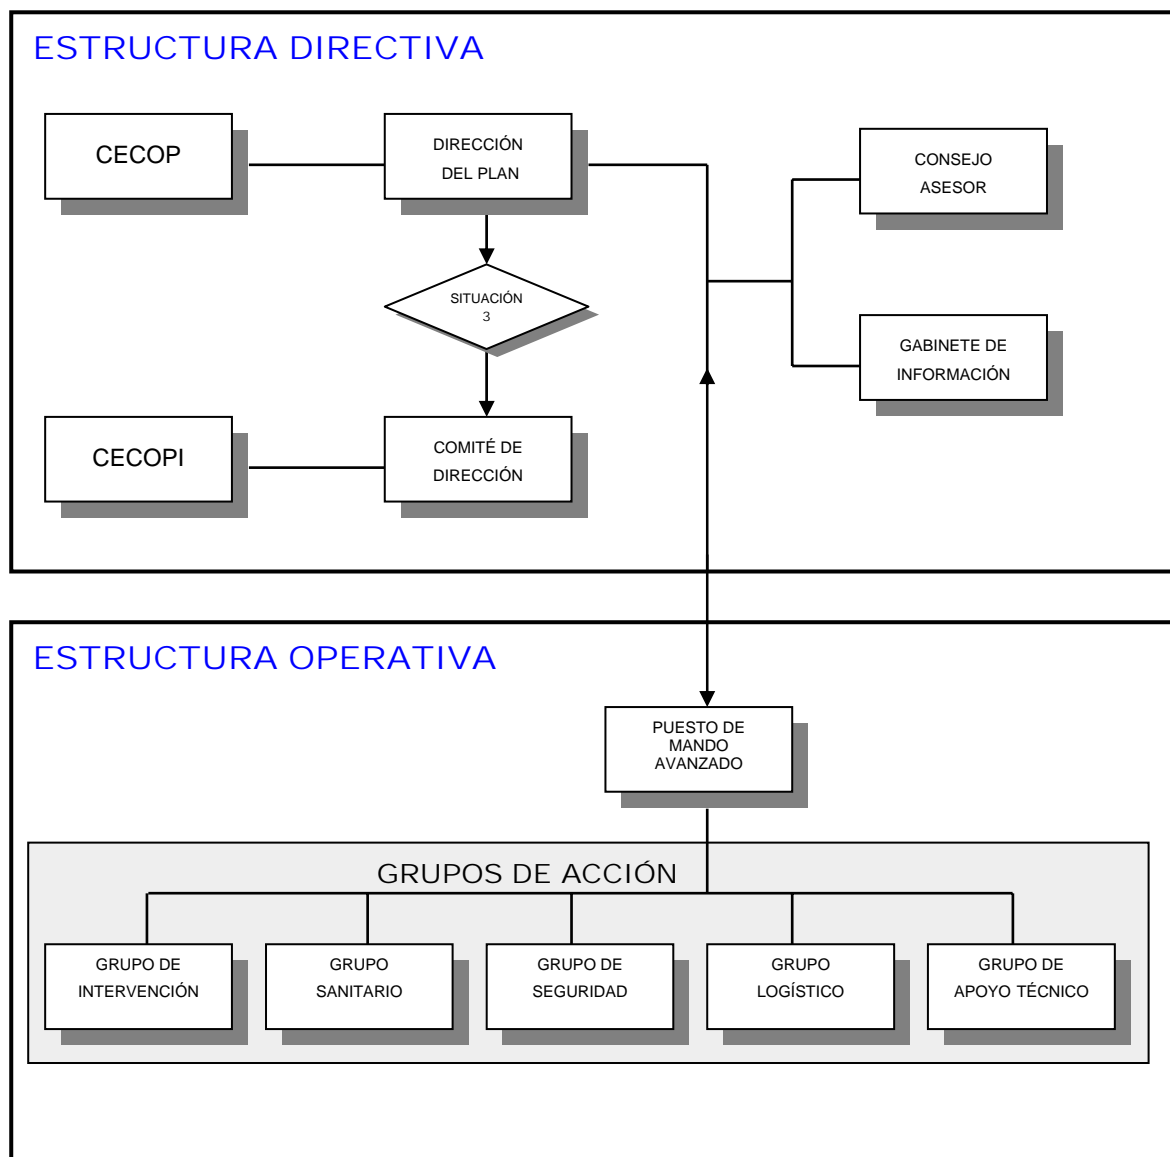 ESTRUCTURA DIRECTIVA
CECOP
DIRECCIÓN
DEL PLAN
CONSEJO
ASESOR
SITUACIÓN
3
GABINETE DE
INFORMACIÓN
CECOPI
COMITÉ DE
DIRECCIÓN
ESTRUCTURA OPERATIVA
PUESTO DE
MANDO
AVANZADO
GRUPOS DE ACCIÓN
GRUPO DE
INTERVENCIÓN
GRUPO
SANITARIO
GRUPO DE
SEGURIDAD
GRUPO
LOGÍSTICO
GRUPO DE
APOYO TÉCNICO